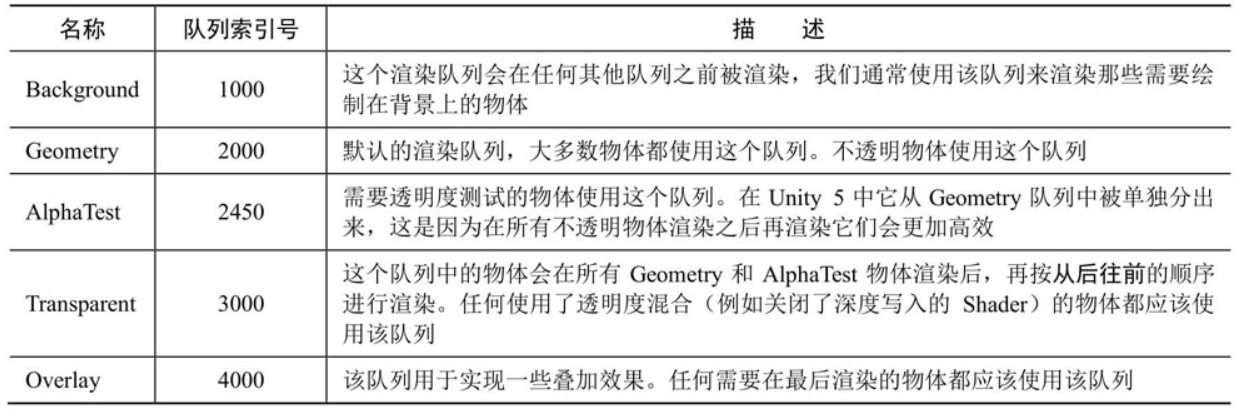 名称 队列索引号 描 述
Background 1000 这个渲染队列会在任何其他队列之前被渲染，我们通常使用该队列来渲染那些需要绘
制在背景上的物体
Geometry 2000 默认的渲染队列，大多数物体都使用这个队列。不透明物体使用这个队列
AlphaTest 2450 需要透明度测试的物体使用这个队列。在 Unity 5 中它从 Geometry 队列中被单独分出
来，这是因为在所有不透明物体渲染之后再渲染它们会更加高效
这个队列中的物体会在所有 Geometry 和 AlphaTest 物体渲染后，再按从后往前的顺序
Transparent 3000 进行渲染。任何使用了透明度混合（例如关闭了深度写入的 Shader）的物体都应该使
用该队列
Overlay 4000 该队列用于实现一些叠加效果。任何需要在最后渲染的物体都应该使用该队列